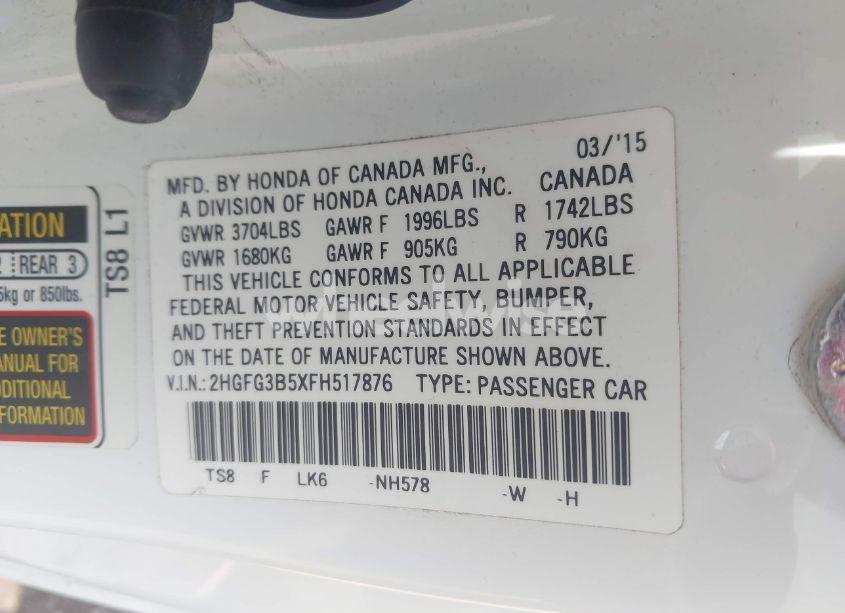 ATION
2 REAR 3
5kg or 850lbs.
E OWNER'S
ANUAL FOR
DDITIONAL
FORMATION
TS8 L1
03/'15
MFD. BY HONDA OF CANADA MFG.,
A DIVISION OF HONDA CANADA INC. CANADA
GVWR 3704LBS GAWR F 1996LBS R 1742LBS
GVWR 1680KG GAWR F 905KG R 790KG
THIS VEHICLE CONFORMS TO ALL APPLICABLE
FEDERAL MOTOR VEHICLE SAFETY, BUMPER,
AND THEFT PREVENTION STANDARDS IN EFFECT
ON THE DATE OF MANUFACTURE SHOWN ABOVE.
V.I.N.: 2HGFG3B5XFH517876 TYPE: PASSENGER CAR
TS8 F LK6 -NH578 -W -H